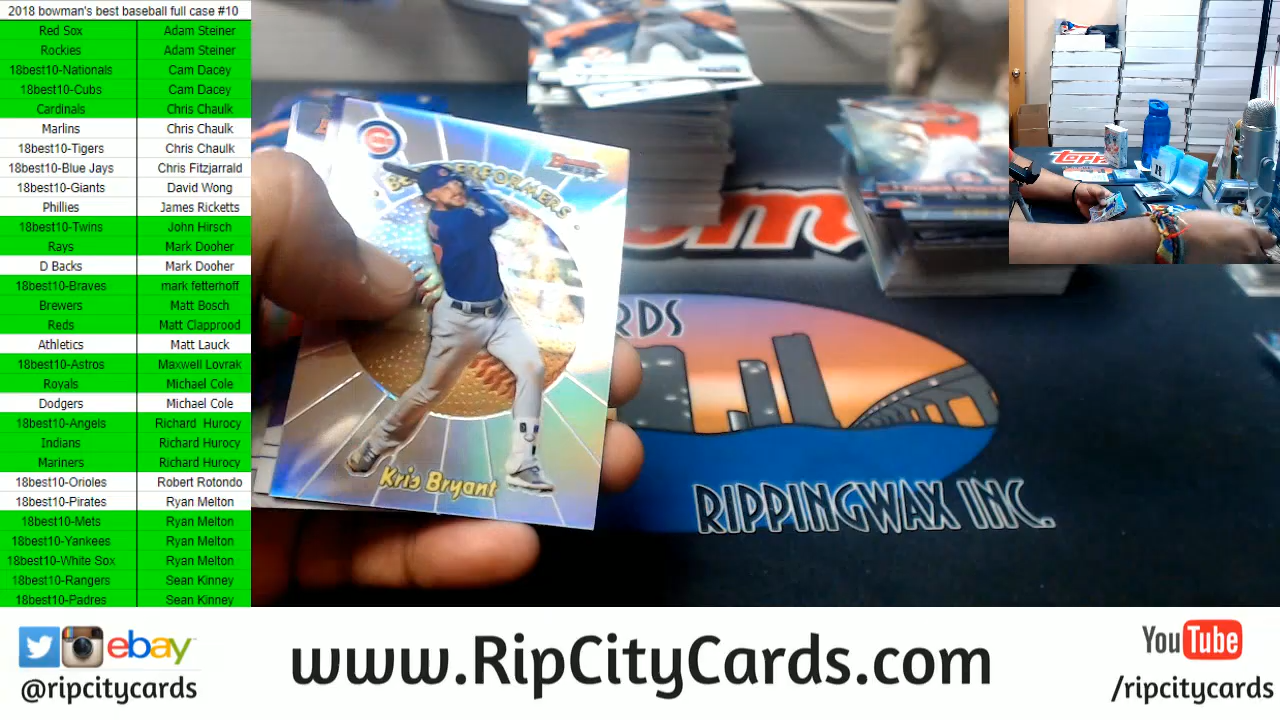 2018 bowman's best baseball full case #10
Red Sox Adam Steiner
Rockies Adam Steiner
18best10-Nationals Cam Dacey
18best10-Cubs Cam Dacey
Cardinals Chris Chaulk
Marlins Chris Chaulk
18best10-Tigers Chris Chaulk
18best10-Blue Jays Chris Fitzjarrald
18best10-Giants David Wong
Phillies James Ricketts
18best10-Twins John Hirsch
Rays Mark Dooher
D Backs Mark Dooher
18best10-Braves mark fetterhoff
Brewers Matt Bosch
Reds Matt Clapprood
Athletics Matt Lauck
18best10-Astros Maxwell Lovrak
Royals Michael Cole
Dodgers Michael Cole
18best10-Angels Richard Hurocy
Indians Richard Hurocy
Mariners Richard Hurocy
18best10-Orioles Robert Rotondo
18best10-Pirates Ryan Melton
18best10-Mets Ryan Melton
18best10-Yankees Ryan Melton
18best10-White Sox Ryan Melton
18best10-Rangers Sean Kinney
18best10-Padres Sean Kinney
Kris Bryant
RDS
RIPPINGWAX INC.
Topps
ebay
@ripcitycards
www.RipCityCards.com
YouTube
/ripcitycards